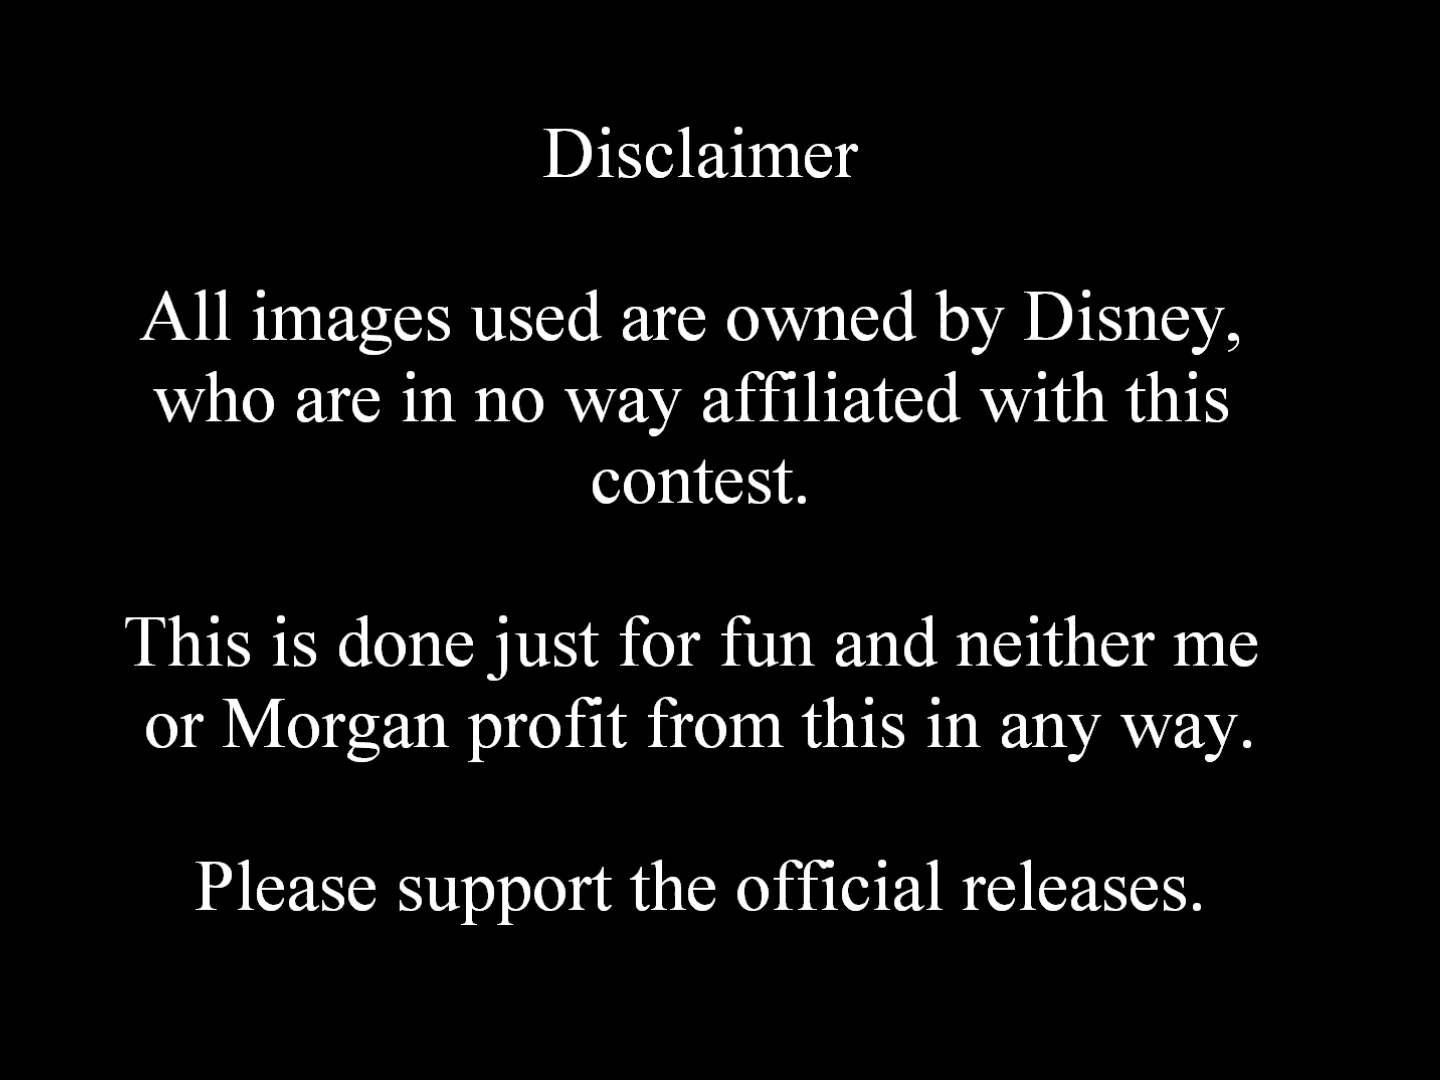 Disclaimer
All images used are owned by Disney,
who are in no way affiliated with this
contest.
This is done just for fun and neither me
or Morgan profit from this in any way.
Please support the official releases.